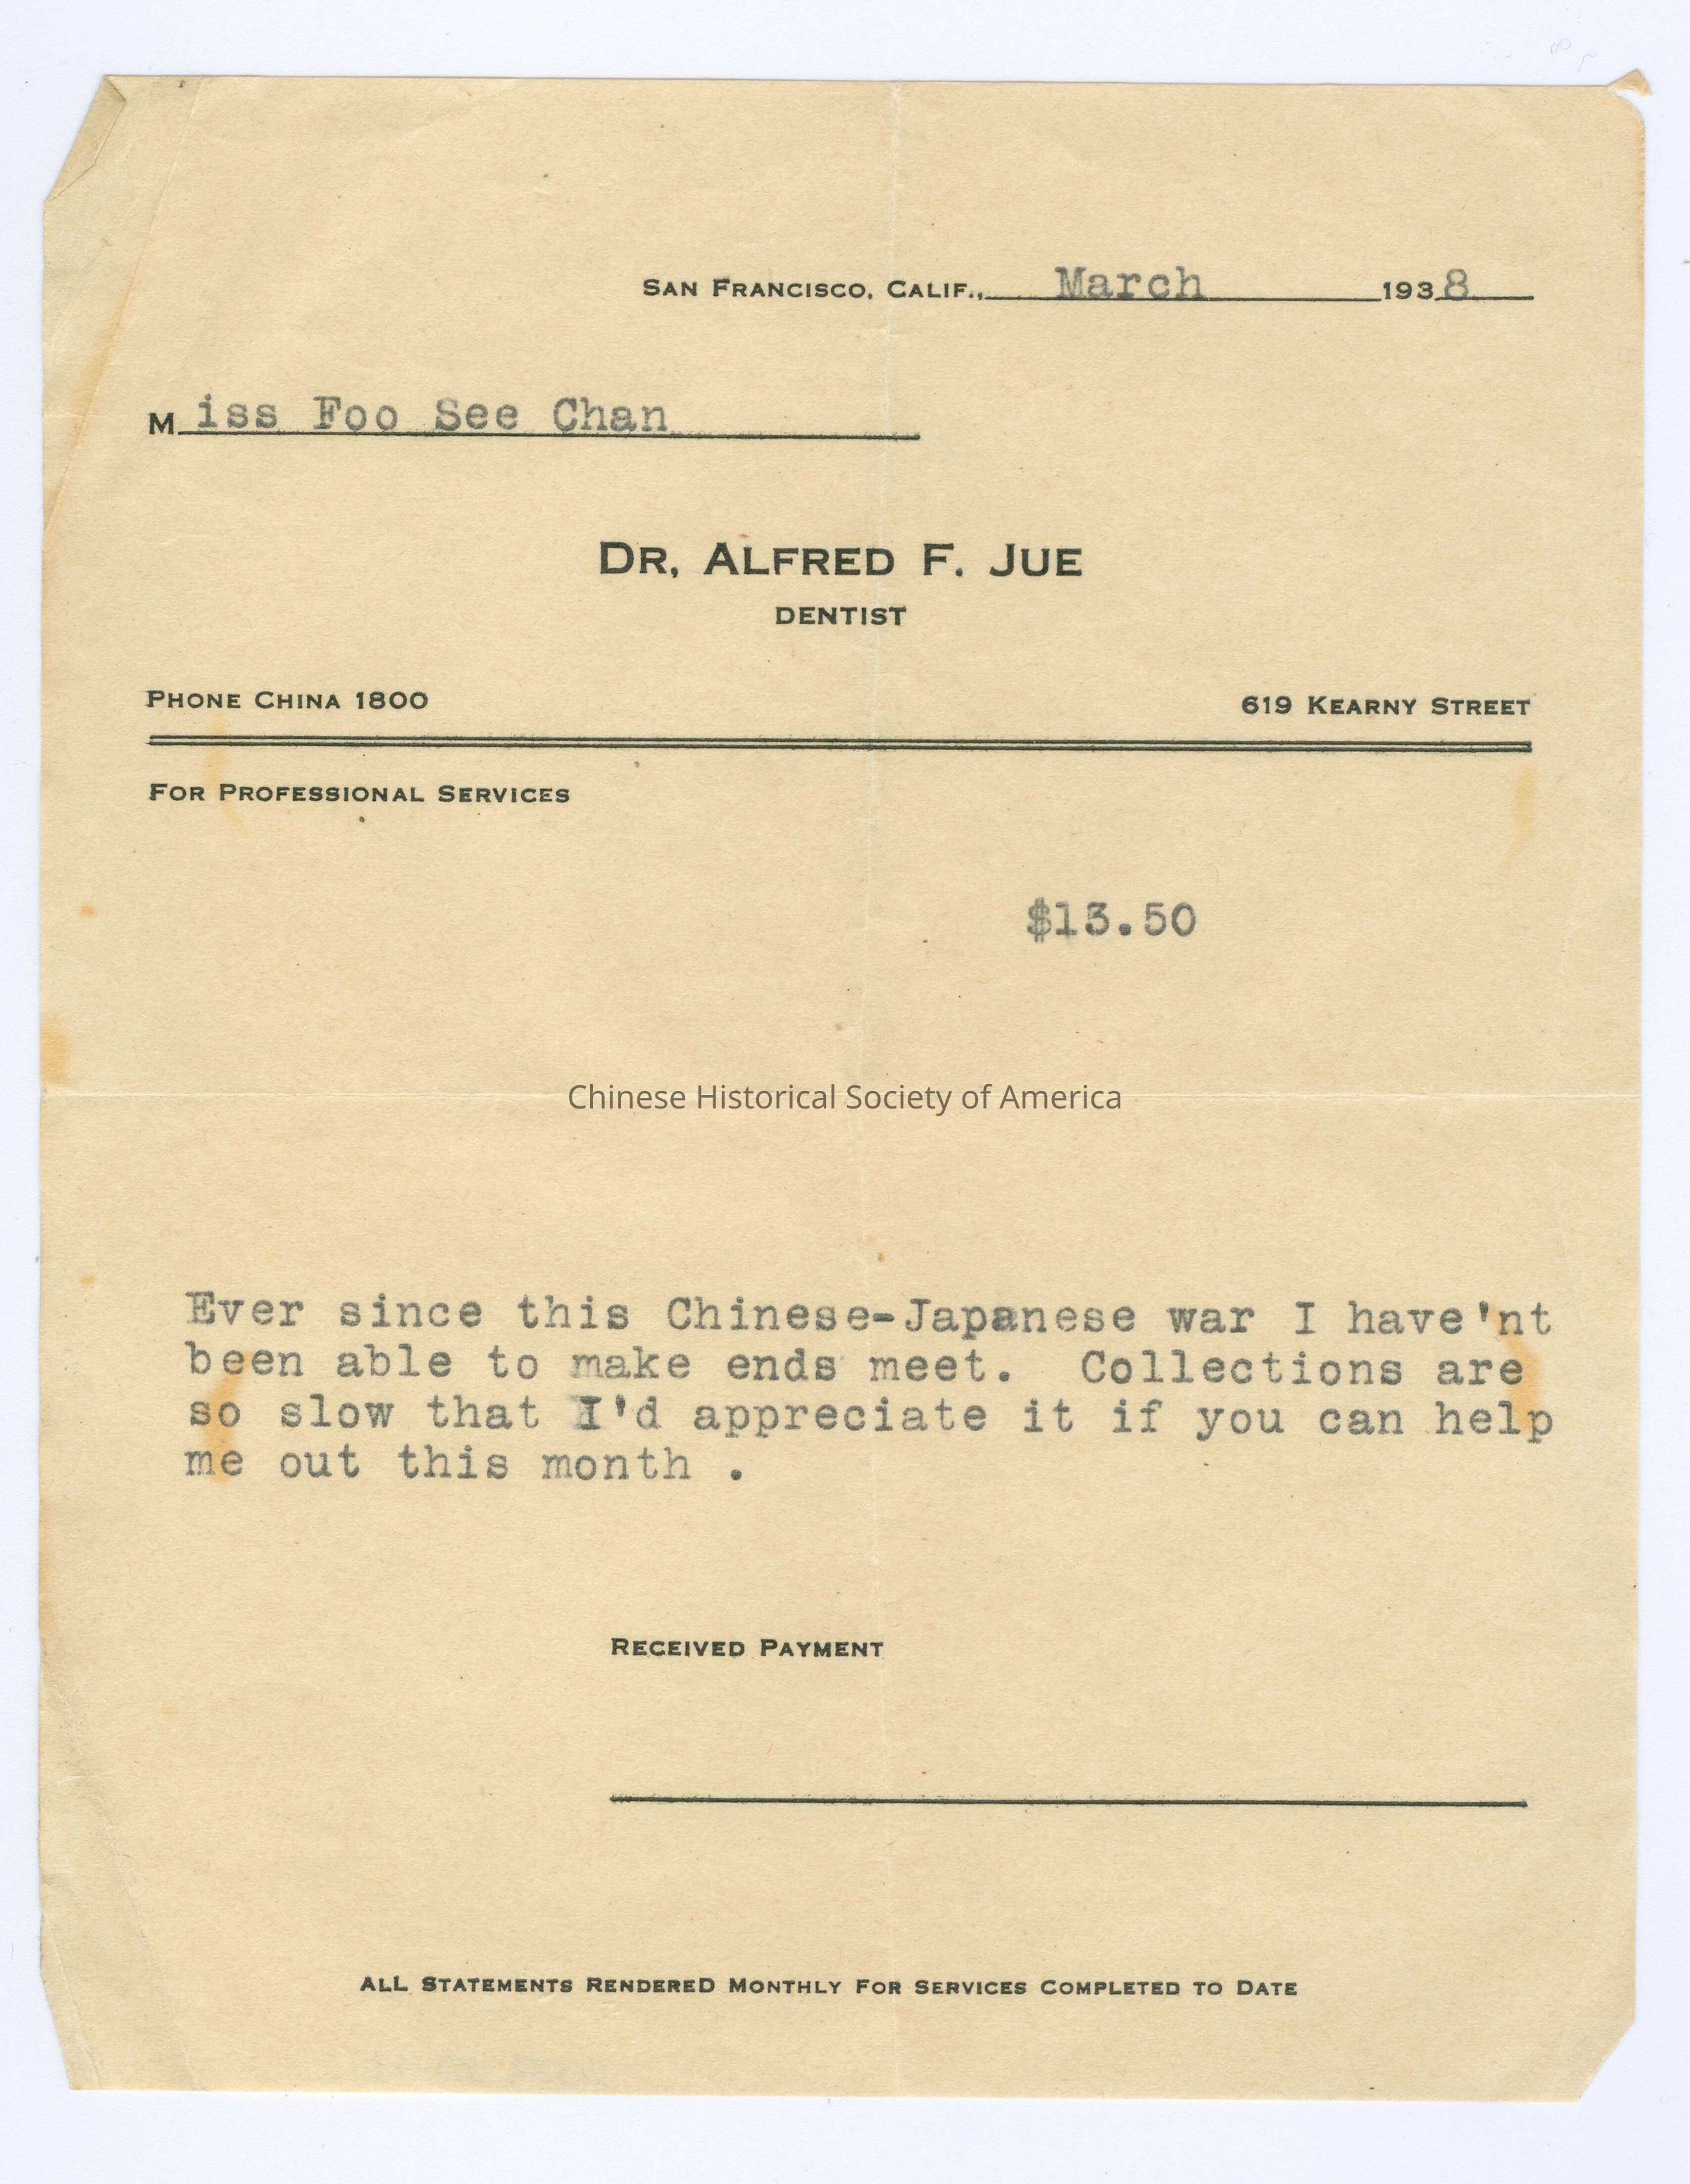 SAN FRANCISCO, CALIF., March 1938
Miss Foo See Chan
DR. ALFRED F. JUE
DENTIST
PHONE CHINA 1800 619 KEARNY STREET
FOR PROFESSIONAL SERVICES
$13.50
Chinese Historical Society of America
Ever since this Chinese-Japanese war I have'nt
been able to make ends meet. Collections are
so slow that I'd appreciate it if you can help
me out this month .
RECEIVED PAYMENT
ALL STATEMENTS RENDERED MONTHLY FOR SERVICES COMPLETED TO DATE